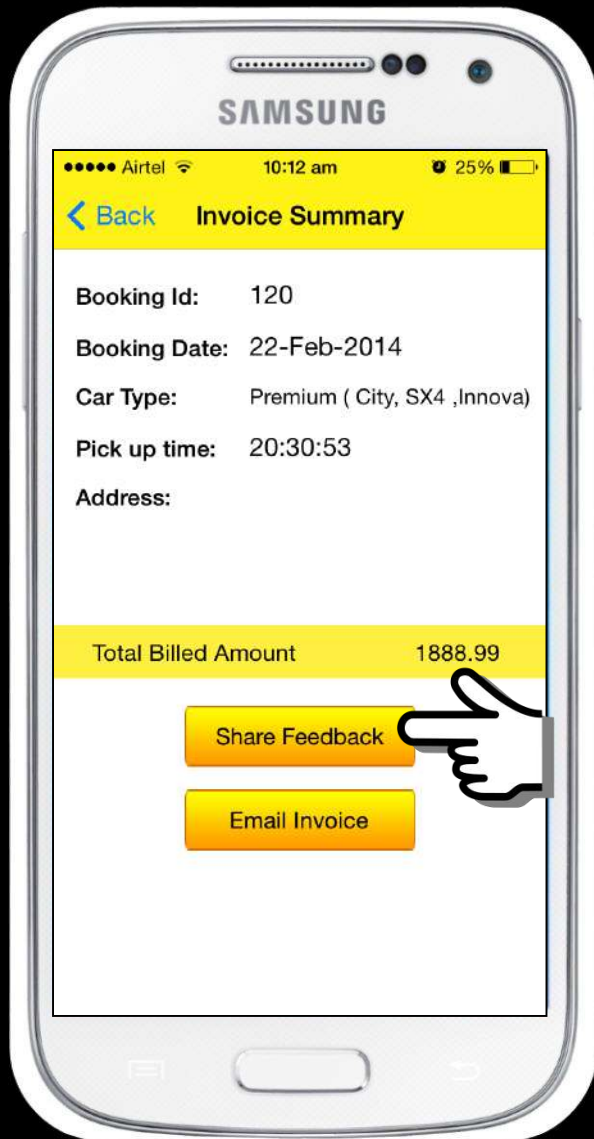 SAMSUNG
Airtel 10:12 am 25%
Back Invoice Summary
Booking Id: 120
Booking Date: 22-Feb-2014
Car Type: Premium ( City, SX4 ,Innova)
Pick up time: 20:30:53
Address:
Total Billed Amount 1888.99
Share Feedback
Email Invoice